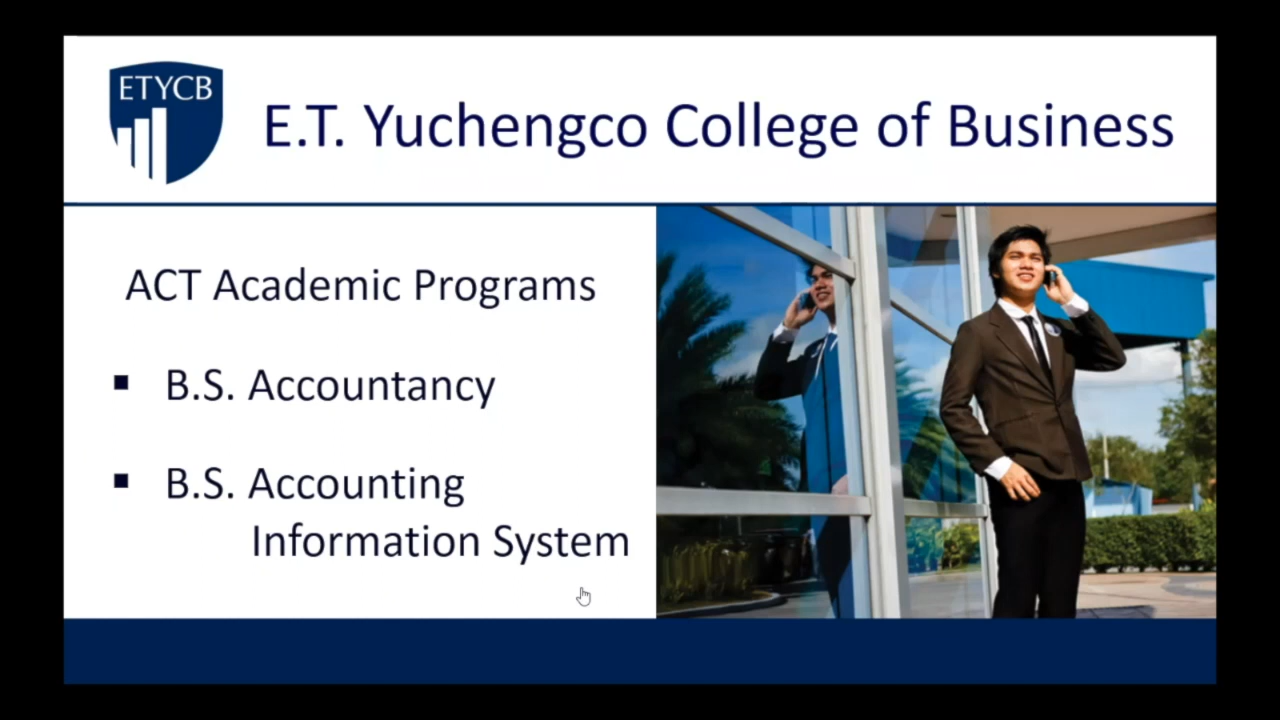 ETYCB
E.T. Yuchengco College of Business
ACT Academic Programs
▪ B.S. Accountancy
▪ B.S. Accounting
Information System